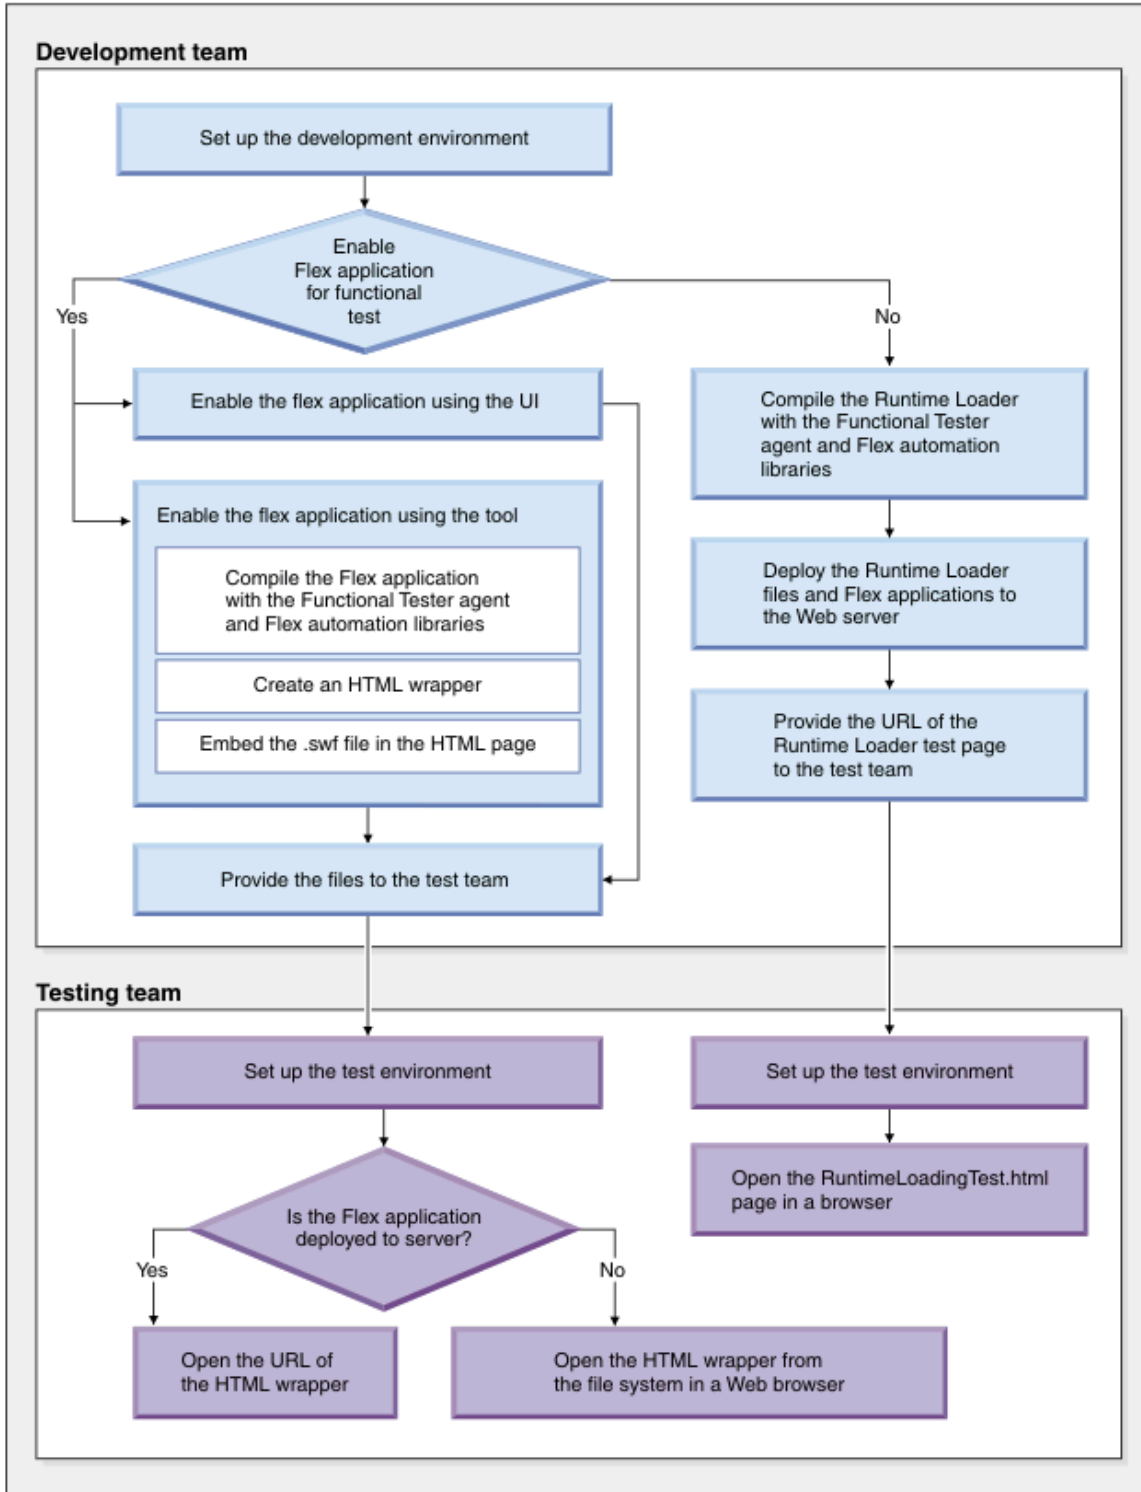 Development team
Set up the development environment
Enable
Flex application
for functional
test
Yes
No
Enable the flex application using the UI
Enable the flex application using the tool
Compile the Flex application
with the Functional Tester agent
and Flex automation libraries
Create an HTML wrapper
Embed the .swf file in the HTML page
Provide the files to the test team
Compile the Runtime Loader
with the Functional Tester
agent and Flex automation
libraries
Deploy the Runtime Loader
files and Flex applications to
the Web server
Provide the URL of the
Runtime Loader test page
to the test team
Testing team
Set up the test environment
Is the Flex application
deployed to server?
Yes
No
Open the URL of
the HTML wrapper
Open the HTML wrapper from
the file system in a Web browser
Set up the test environment
Open the RuntimeLoadingTest.html
page in a browser